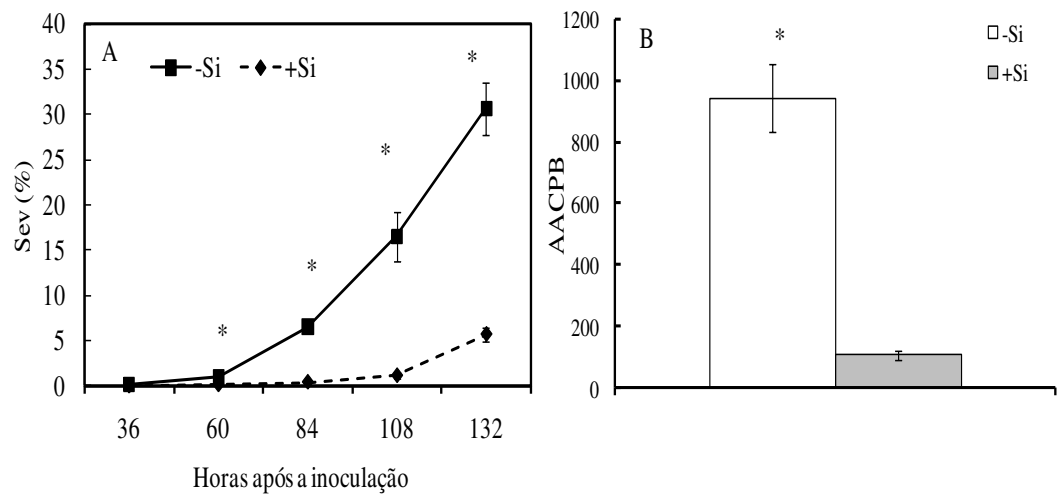 A
-Si
+Si
Sev (%)
40
35
30
25
20
15
10
5
0
*
*
*
*
36
60
84
108
132
Horas após a inoculação
B
-Si
+Si
AACPB
1200
1000
800
600
400
200
0
*